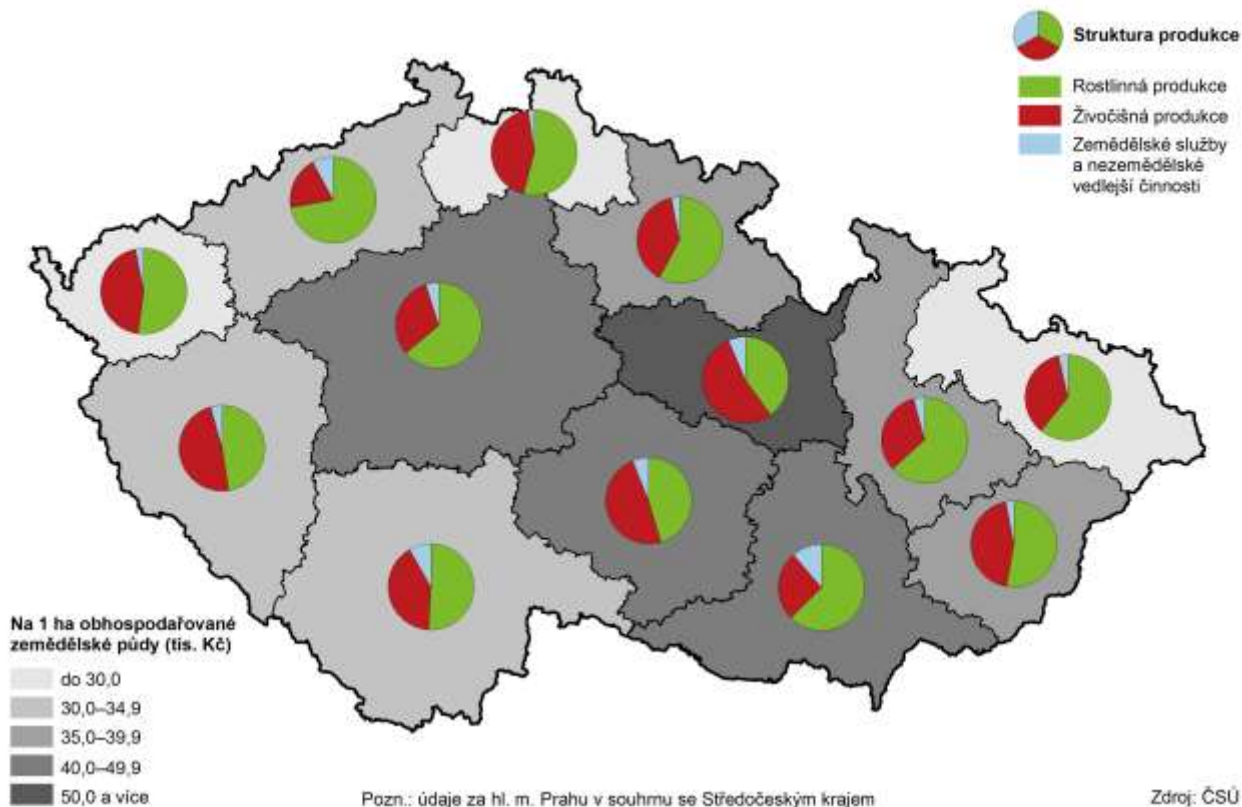 Struktura produkce
Rostlinná produkce
Živočišná produkce
Zemědělské služby
a nezemědělské
vedlejší činnosti
Na 1 ha obhospodařované
zemědělské půdy (tis. Kč)
do 30,0
30,0–34,9
35,0–39,9
40,0–49,9
50,0 a více
Pozn.: údaje za hl. m. Prahu v souhrnu se Středočeským krajem
Zdroj: ČSÚ